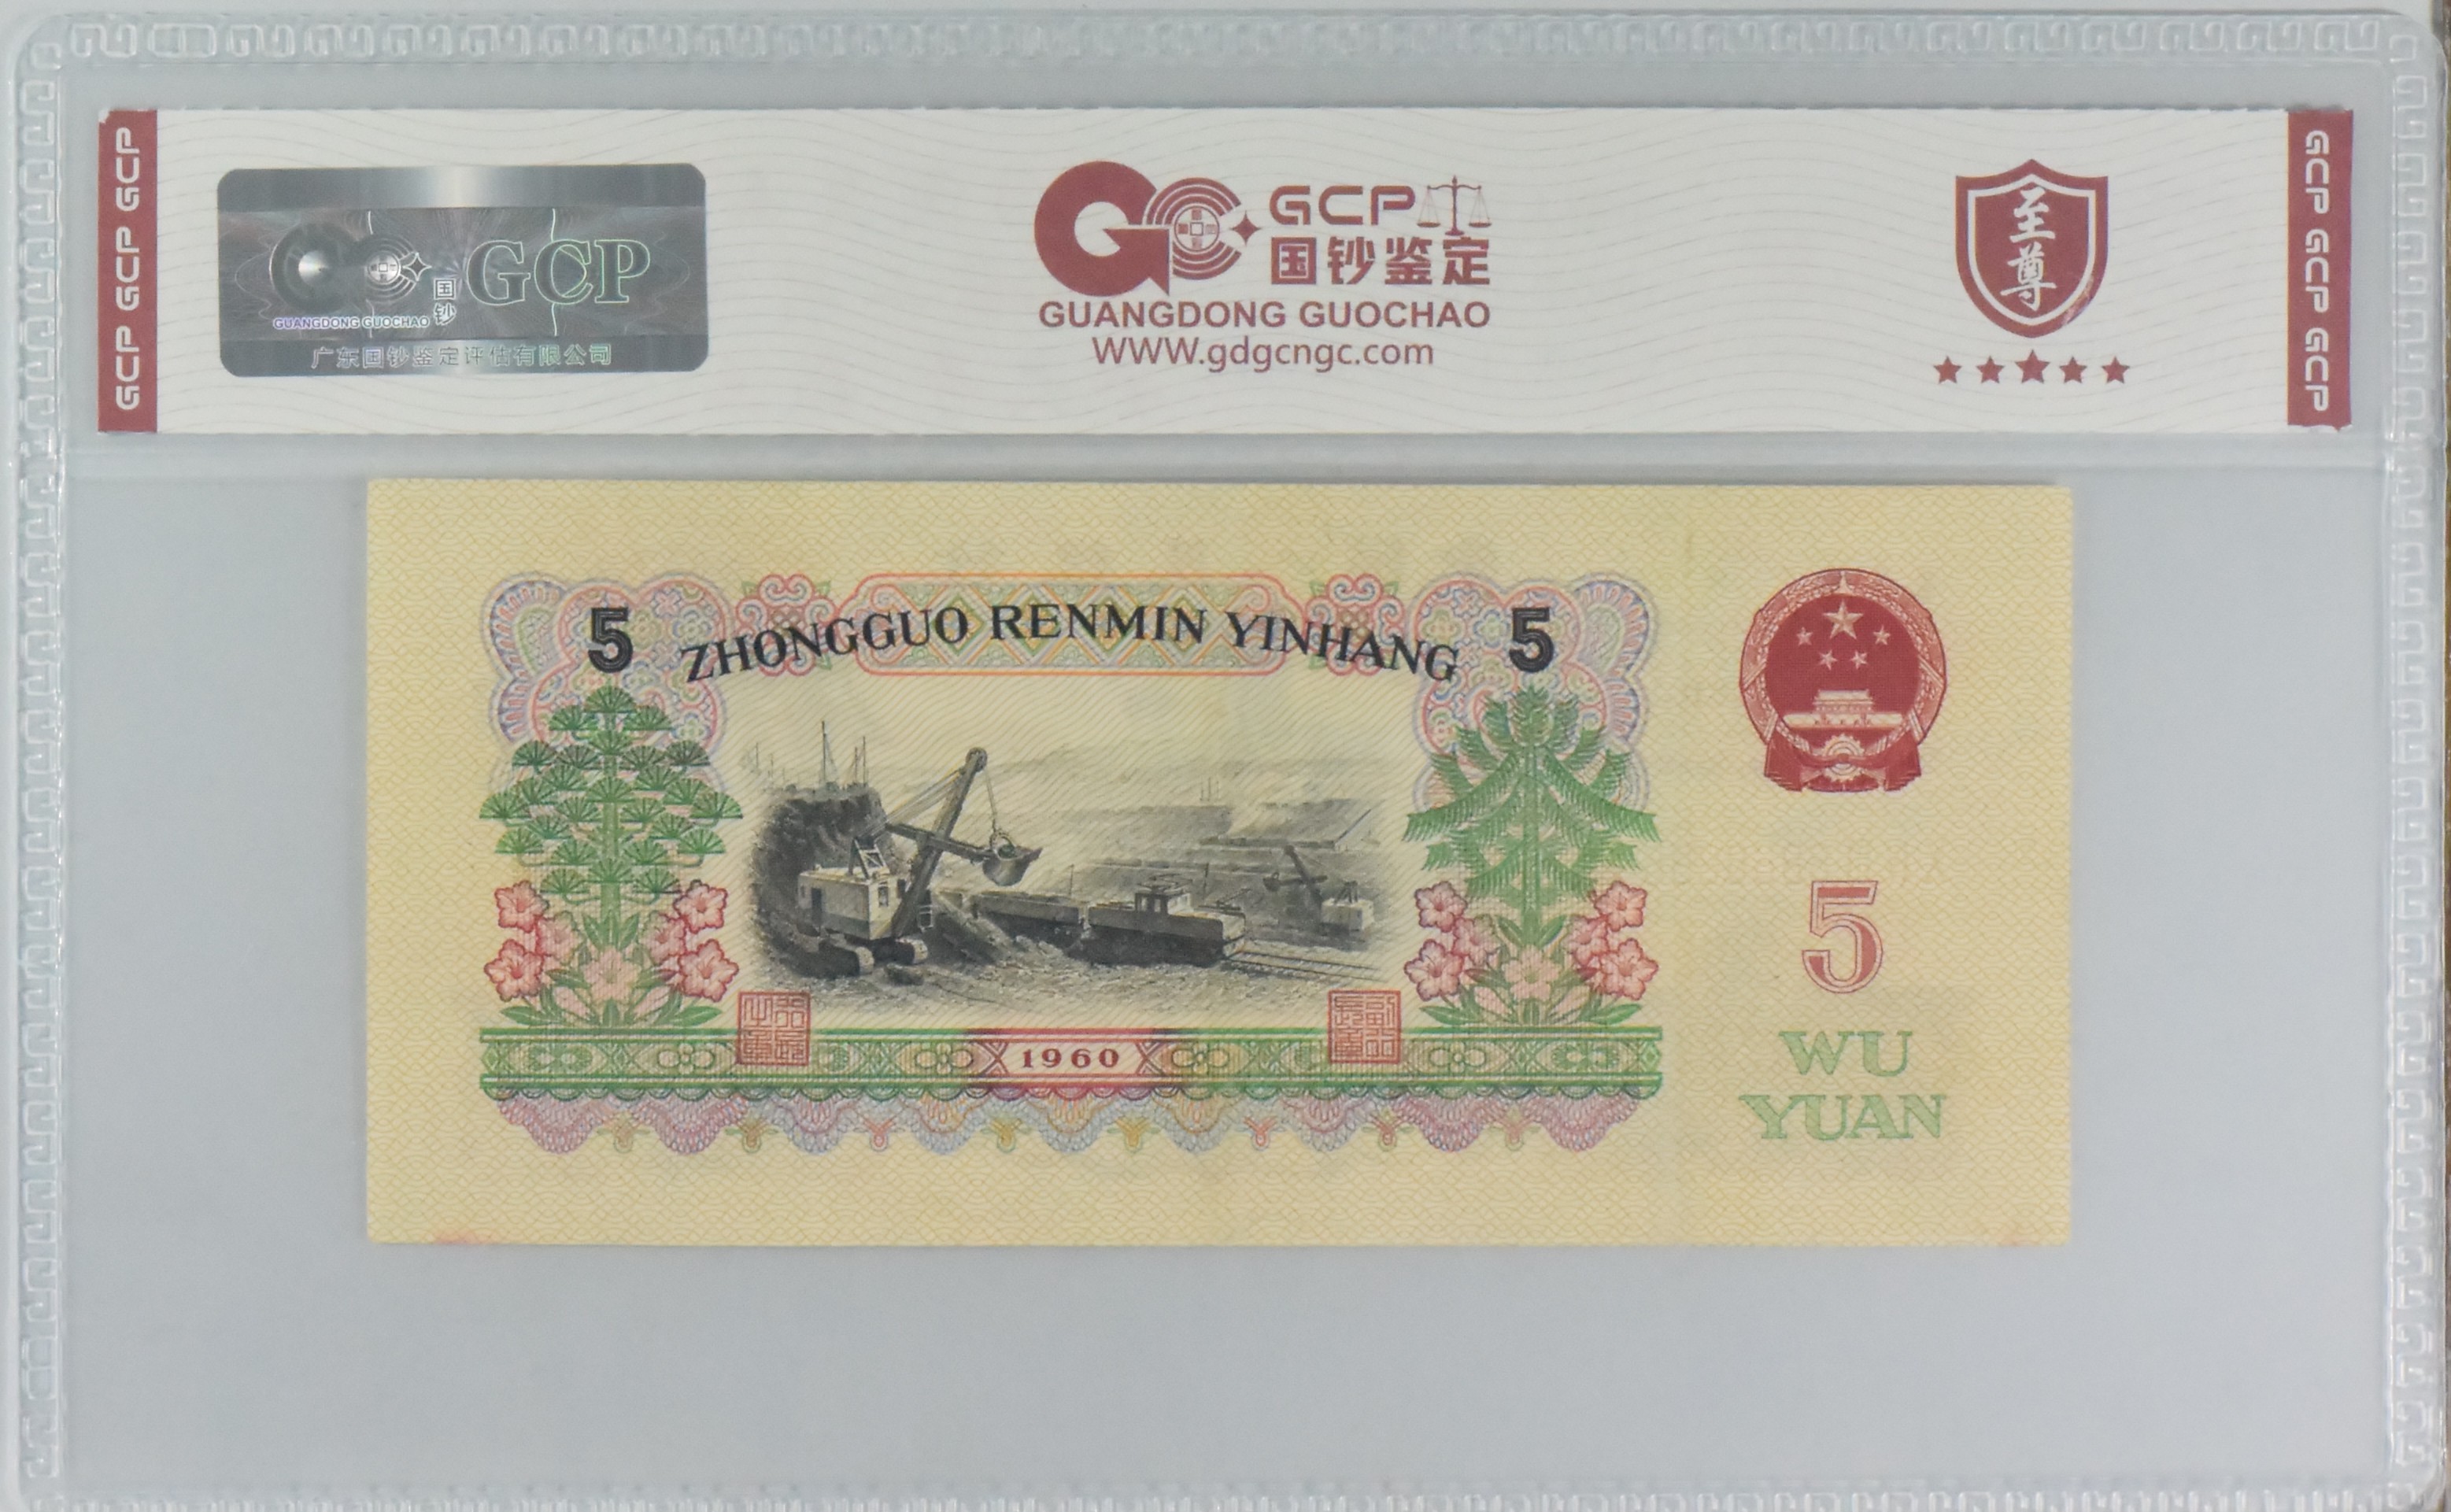 GCP GCP GCP
GCP
国钞
GUANGDONG GUOCHAO
广东国钞鉴定评估有限公司
GCP
国钞鉴定
GUANGDONG GUOCHAO
WWW.gdgcngc.com
至尊
GCP GCP GCP
5 ZHONGGUO RENMIN YINHANG 5
1960
5
WU
YUAN